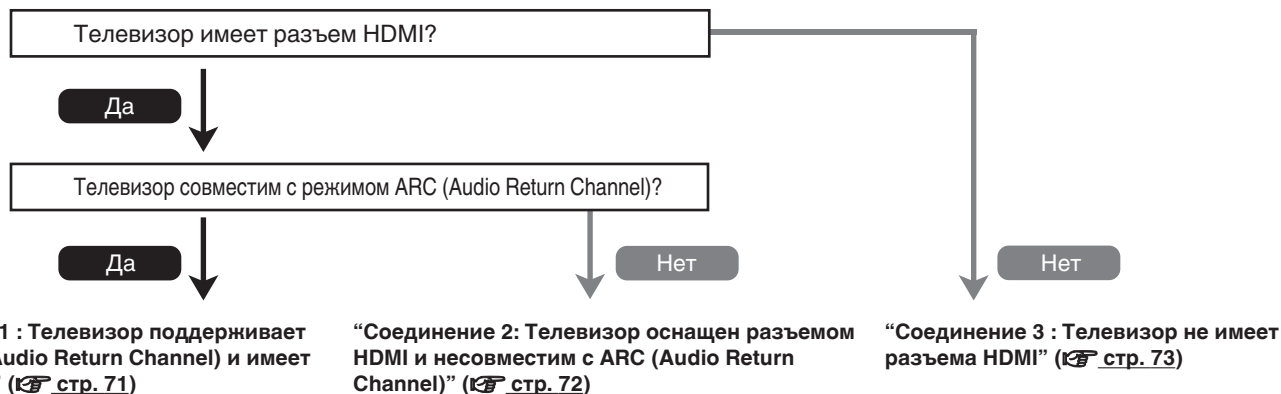 Телевизор имеет разъем HDMI?
Да
Телевизор совместим с режимом ARC (Audio Return Channel)?
Да
Нет
Нет
1 : Телевизор поддерживает
Audio Return Channel) и имеет
” (☞ стр. 71)
“Соединение 2: Телевизор оснащен разъемом
HDMI и несовместим с ARC (Audio Return
Channel)” (☞ стр. 72)
“Соединение 3 : Телевизор не имеет
разъема HDMI” (☞ стр. 73)